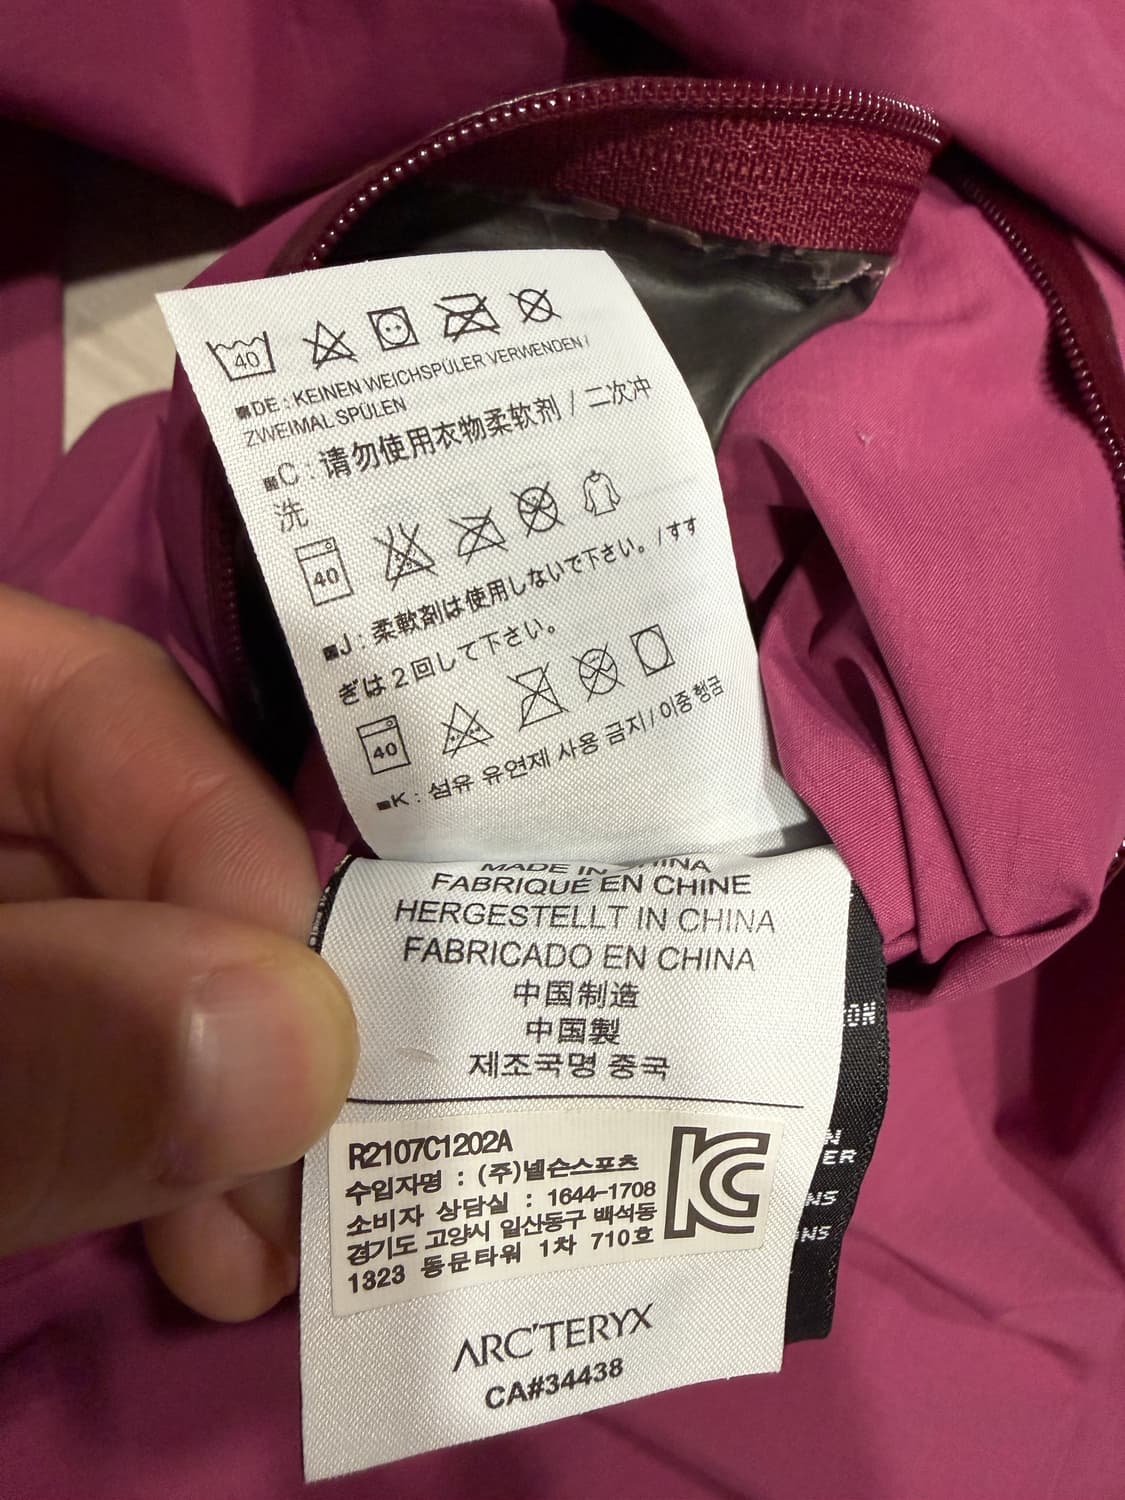 40
DE : KEINEN WEICHSPÜLER VERWENDEN /
ZWEIMAL SPÜLEN
C : 请勿使用衣物柔软剂 / 二次冲
洗
40
J : 柔軟剤は使用しないで下さい。/ すす
ぎは2回して下さい。
40
K : 섬유 유연제 사용 금지 / 이중 헹굼
MADE IN CHINA
FABRIQUÉ EN CHINE
HERGESTELLT IN CHINA
FABRICADO EN CHINA
中国制造
中国製
제조국명 중국
R2107C1202A
수입자명 : (주)넬슨스포츠
소비자 상담실 : 1644-1708
경기도 고양시 일산동구 백석동
1323 동문타워 1차 710호
ARC'TERYX
CA#34438